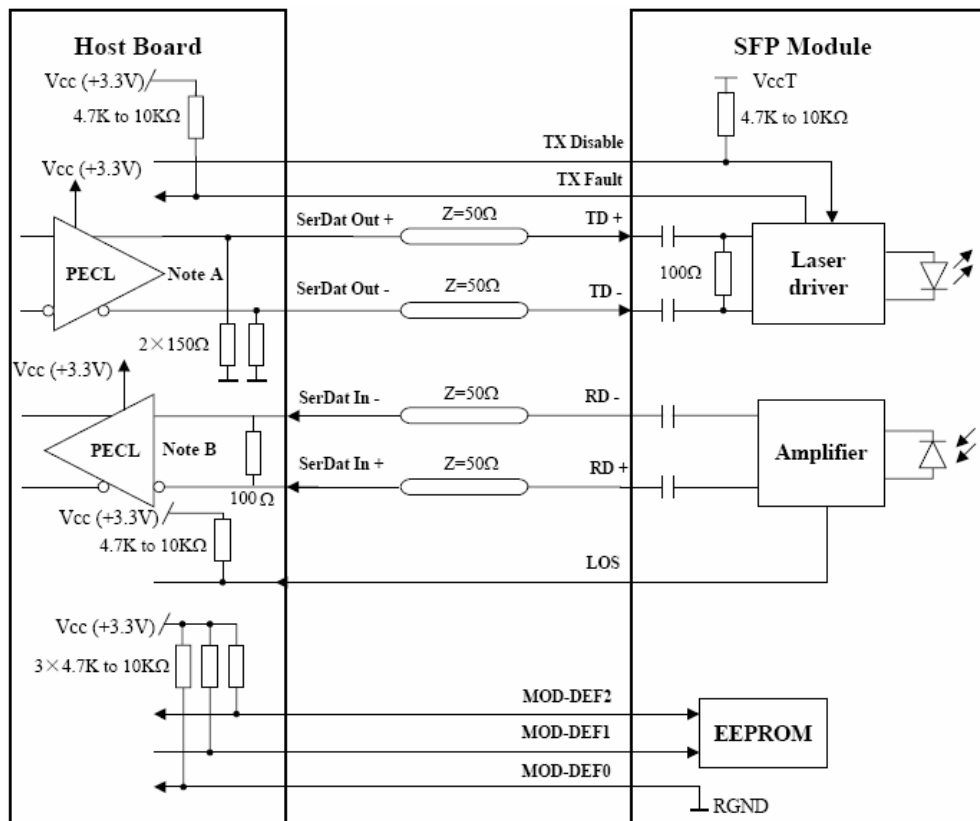 Host Board
SFP Module
Vcc (+3.3V)
4.7K to 10KΩ
VccT
4.7K to 10KΩ
TX Disable
Vcc (+3.3V)
TX Fault
SerDat Out +
Z=50Ω
TD +
PECL
Note A
100Ω
Laser
driver
SerDat Out -
Z=50Ω
TD -
2×150Ω
Vcc (+3.3V)
SerDat In -
Z=50Ω
RD -
PECL
Note B
Amplifier
SerDat In +
Z=50Ω
RD +
100Ω
Vcc (+3.3V)
4.7K to 10KΩ
LOS
Vcc (+3.3V)
3×4.7K to 10KΩ
MOD-DEF2
MOD-DEF1
EEPROM
MOD-DEF0
RGND